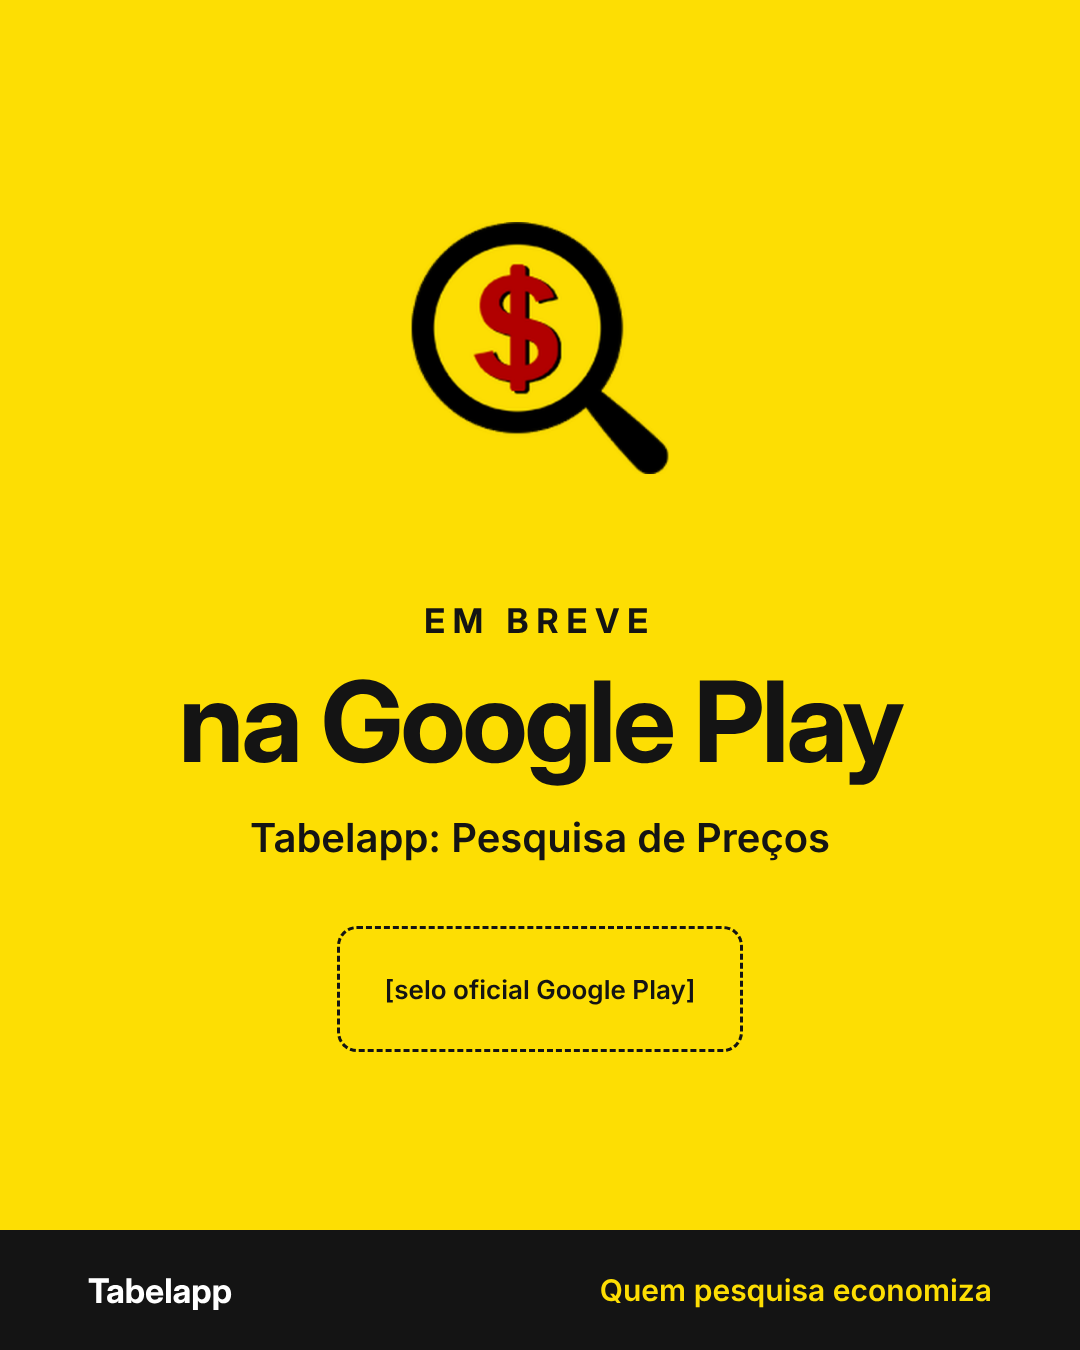 $
EM BREVE
na Google Play
Tabelapp: Pesquisa de Preços
[selo oficial Google Play]
Tabelapp
Quem pesquisa economiza